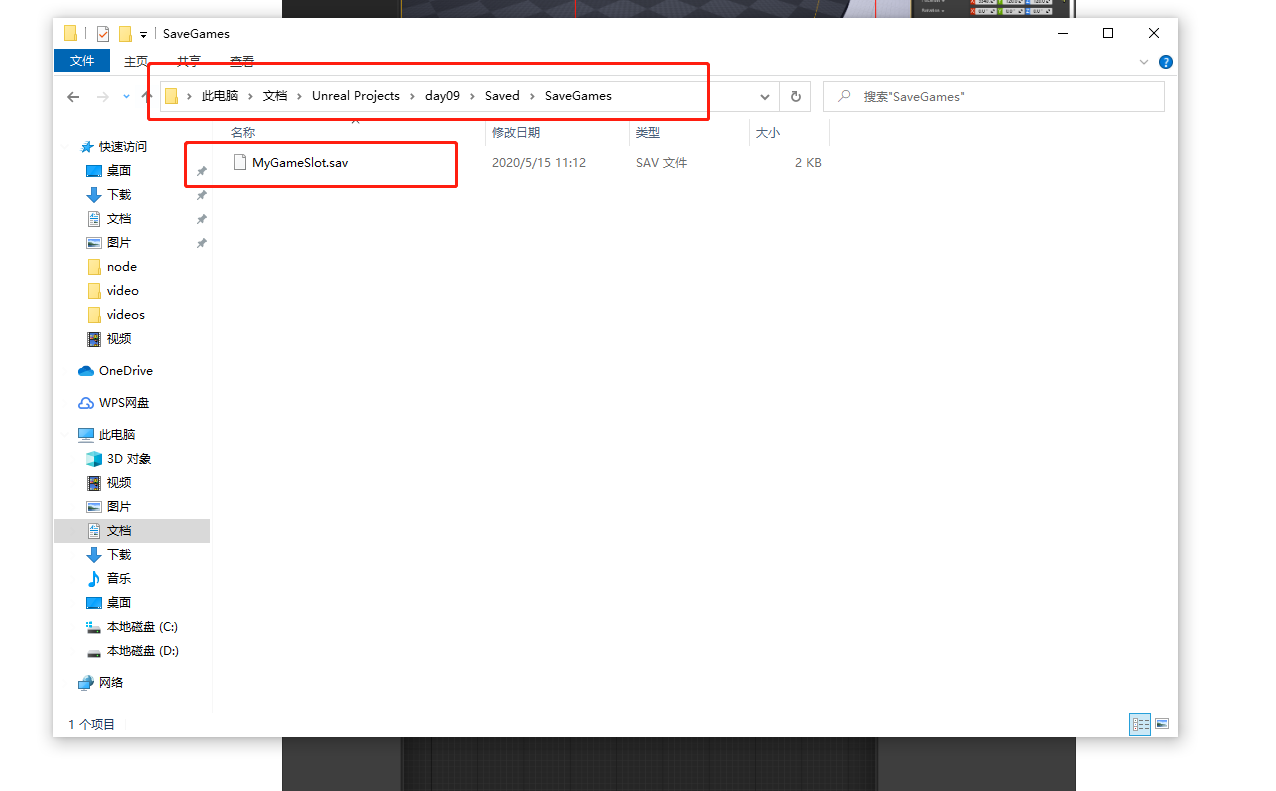 SaveGames
文件 主页 共享 查看
此电脑 文档 Unreal Projects day09 Saved SaveGames
搜索"SaveGames"
名称 修改日期 类型 大小
MyGameSlot.sav 2020/5/15 11:12 SAV 文件 2 KB
快速访问
桌面
下载
文档
图片
node
video
videos
视频
OneDrive
WPS网盘
此电脑
3D 对象
视频
图片
文档
下载
音乐
桌面
本地磁盘 (C:)
本地磁盘 (D:)
网络
1 个项目